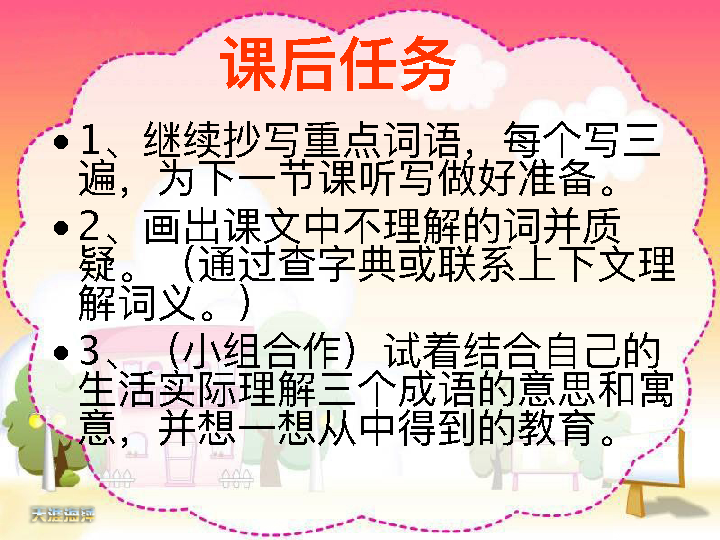 课后任务
•1、继续抄写重点词语，每个写三
遍，为下一节课听写做好准备。
•2、画出课文中不理解的词并质
疑。（通过查字典或联系上下文理
解词义。）
•3、（小组合作）试着结合自己的
生活实际理解三个成语的意思和寓
意，并想一想从中得到的教育。